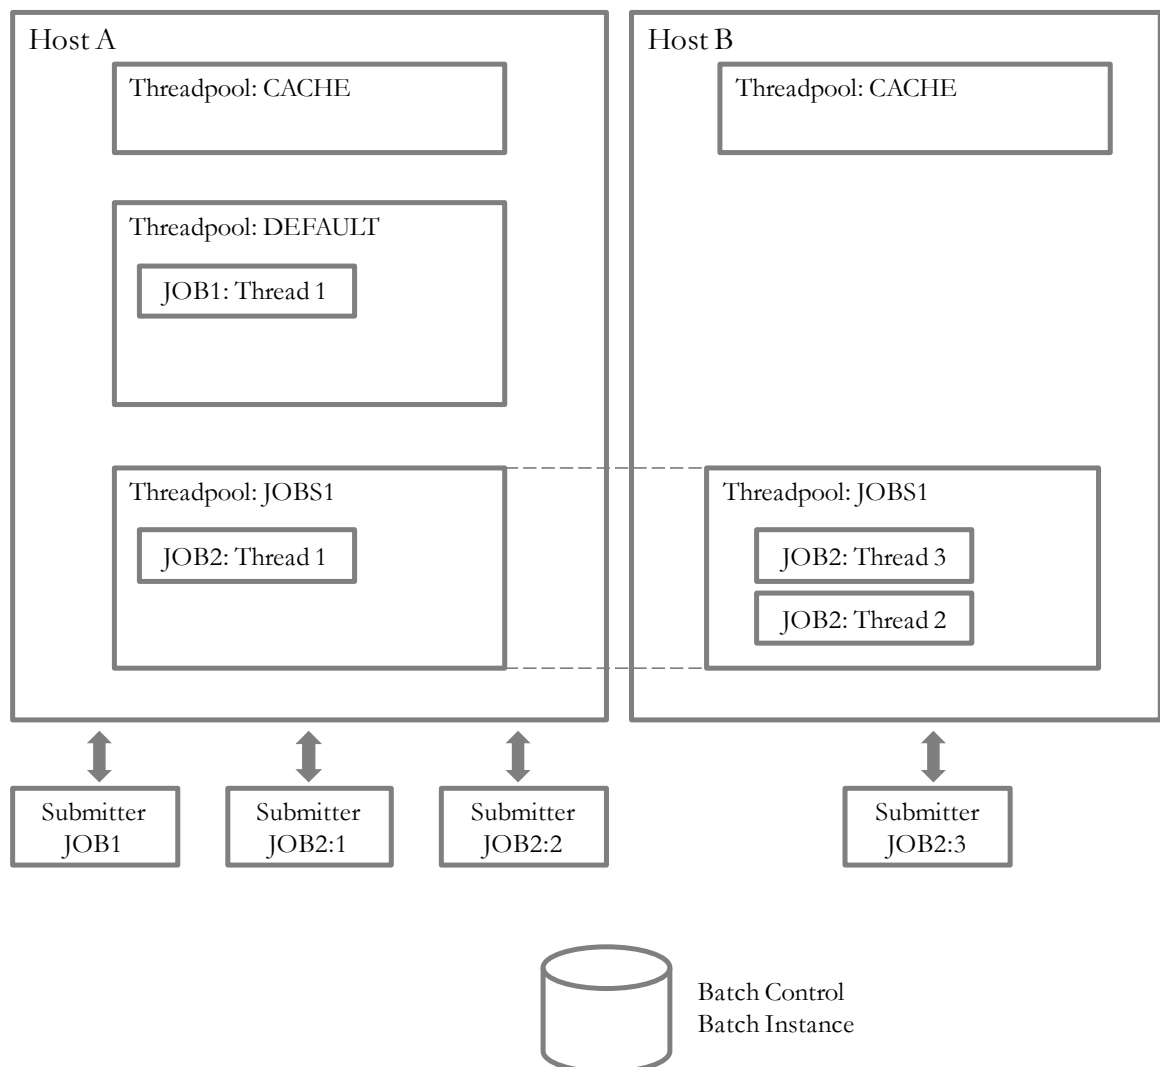 Host A
Threadpool: CACHE
Threadpool: DEFAULT
JOB1: Thread 1
Threadpool: JOBS1
JOB2: Thread 1
Host B
Threadpool: CACHE
Threadpool: JOBS1
JOB2: Thread 3
JOB2: Thread 2
Submitter
JOB1
Submitter
JOB2:1
Submitter
JOB2:2
Submitter
JOB2:3
Batch Control
Batch Instance